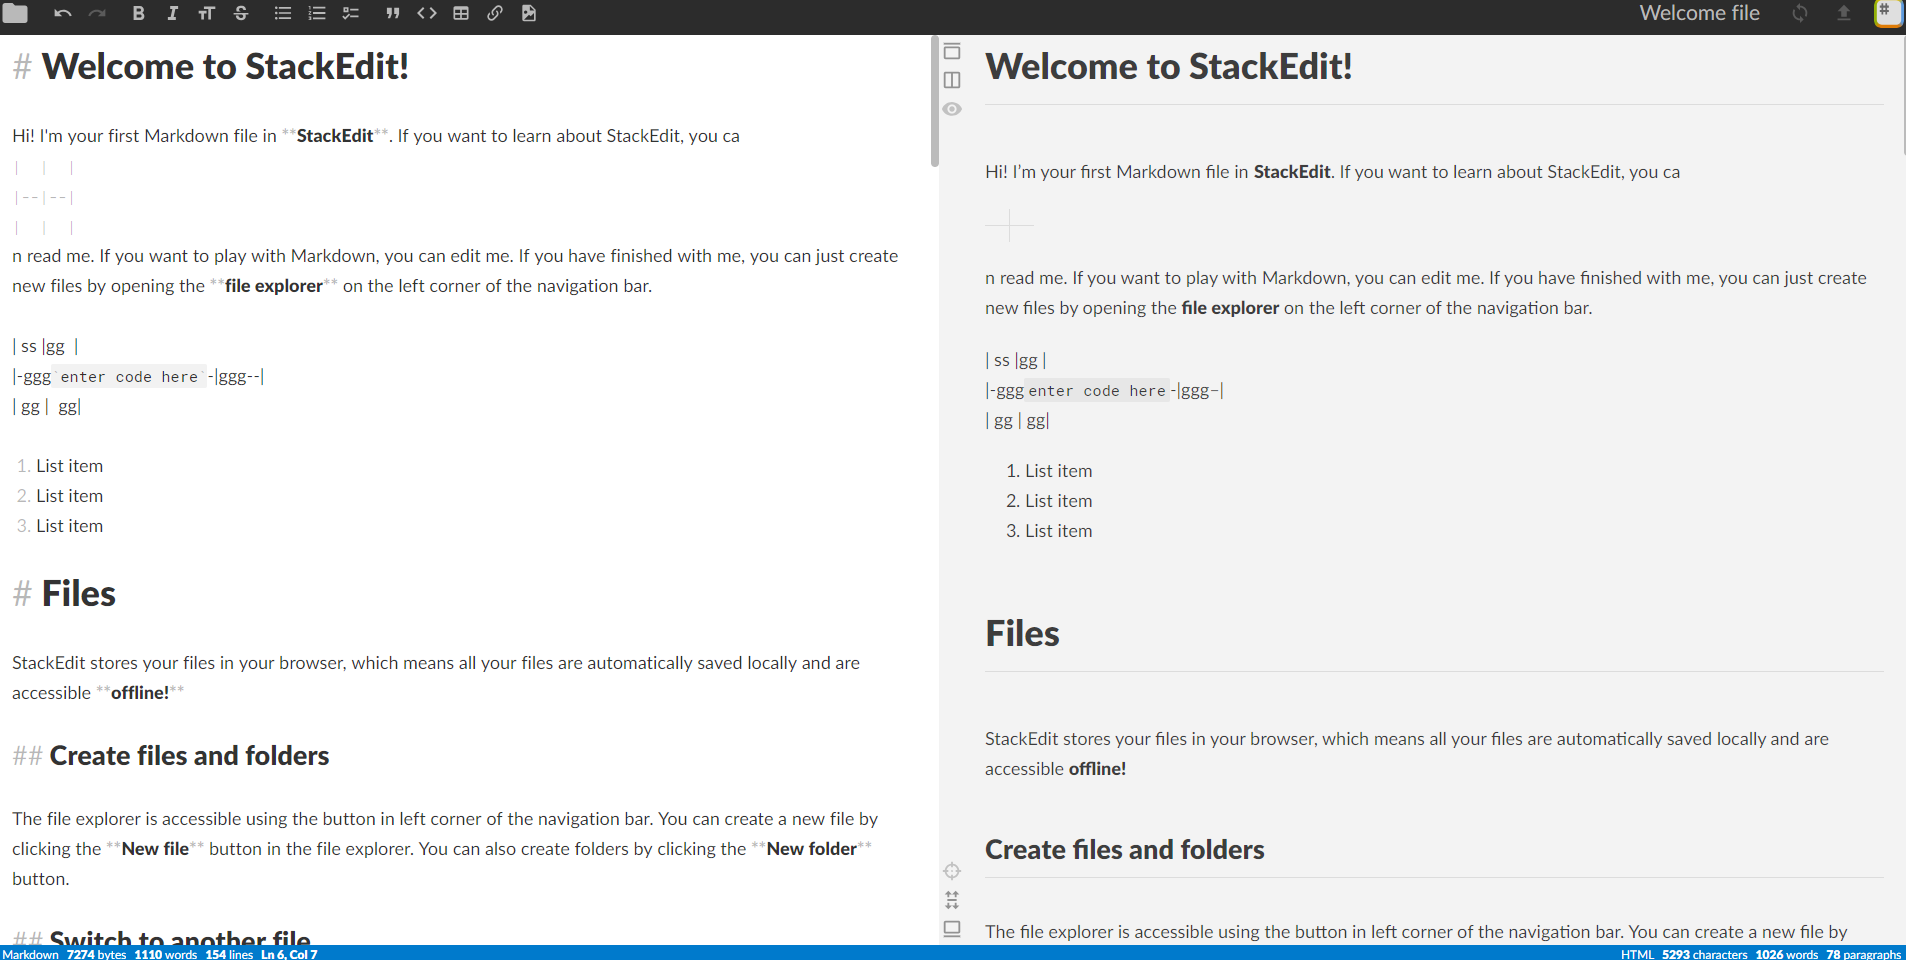 Welcome file
# Welcome to StackEdit!
Hi! I'm your first Markdown file in **StackEdit**. If you want to learn about StackEdit, you ca
| | |
|--|--|
| | |
n read me. If you want to play with Markdown, you can edit me. If you have finished with me, you can just create
new files by opening the **file explorer** on the left corner of the navigation bar.
| ss |gg |
|-ggg`enter code here`-|ggg--|
| gg | gg|
1. List item
2. List item
3. List item
# Files
StackEdit stores your files in your browser, which means all your files are automatically saved locally and are
accessible **offline!**
## Create files and folders
The file explorer is accessible using the button in left corner of the navigation bar. You can create a new file by
clicking the **New file** button in the file explorer. You can also create folders by clicking the **New folder**
button.
## Switch to another file
Welcome to StackEdit!
Hi! I’m your first Markdown file in StackEdit. If you want to learn about StackEdit, you ca
n read me. If you want to play with Markdown, you can edit me. If you have finished with me, you can just create
new files by opening the file explorer on the left corner of the navigation bar.
| ss |gg |
|-ggg enter code here -|ggg–|
| gg | gg|
1. List item
2. List item
3. List item
Files
StackEdit stores your files in your browser, which means all your files are automatically saved locally and are
accessible offline!
Create files and folders
The file explorer is accessible using the button in left corner of the navigation bar. You can create a new file by
Markdown 7274 bytes 1110 words 154 lines Ln 6, Col 7
HTML 5293 characters 1026 words 78 paragraphs